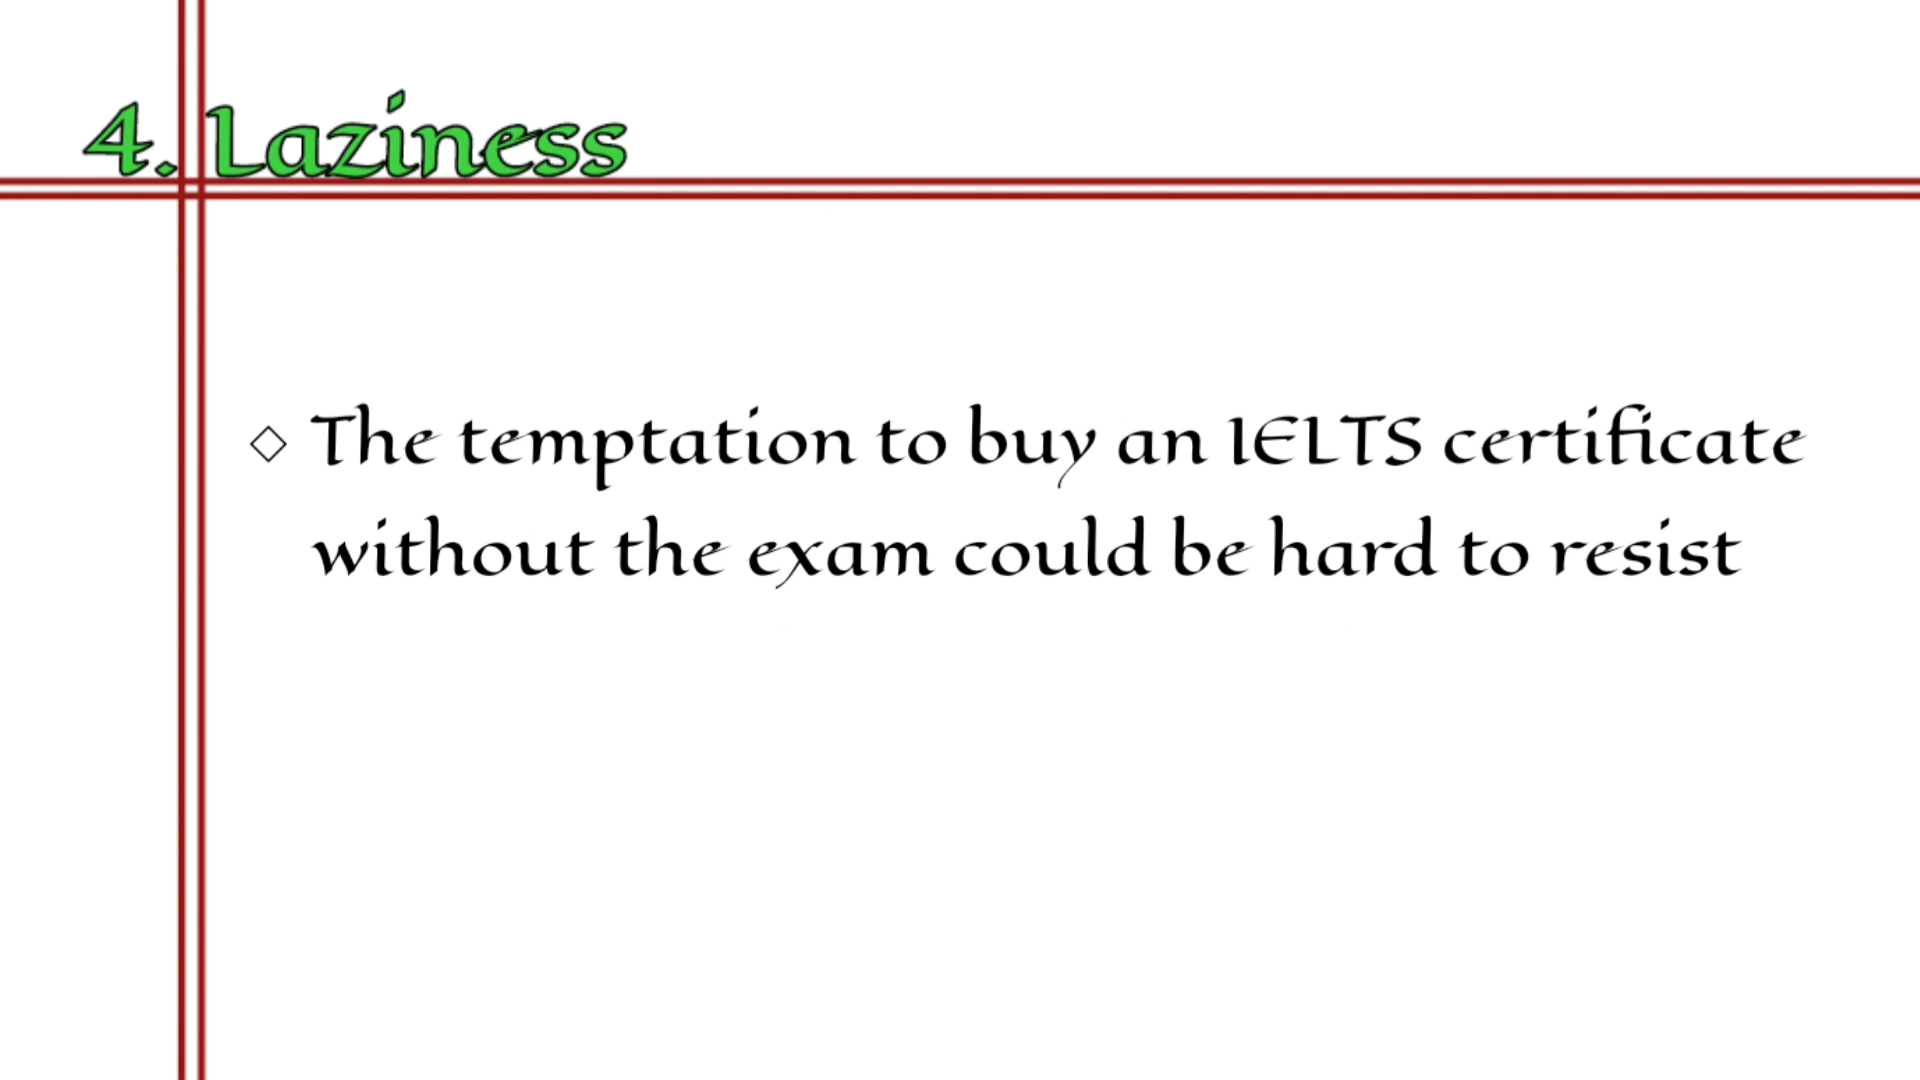 4. Laziness
◇ The temptation to buy an IELTS certificate
without the exam could be hard to resist